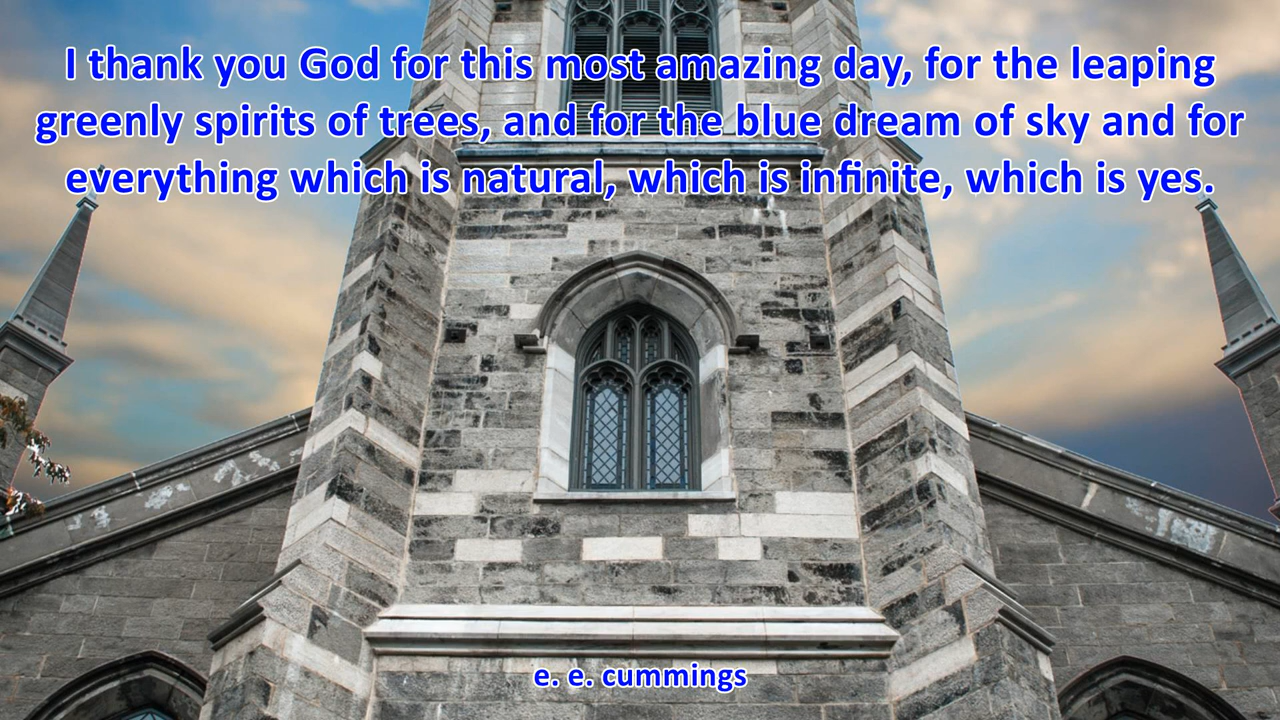 I thank you God for this most amazing day, for the leaping
greenly spirits of trees, and for the blue dream of sky and for
everything which is natural, which is infinite, which is yes.
e. e. cummings